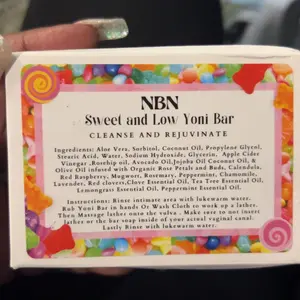 NBN
Sweet and Low Yoni Bar
CLEANSE AND REJUVINATE
Ingredients: Aloe Vera, Sorbitol, Coconut Oil, Propylene Glycol,
Stearic Acid, Water, Sodium Hydroxide, Glycerin, Apple Cider
Vinegar ,Rosehip oil, Avocado Oil,Jojoba Oil Coconut Oil, &
Olive Oil infused with Organic Rose Petals and Buds, Calendula,
Red Raspberry, Mugwort, Rosemary, Peppermint, Chamomile,
Lavender, Red clovers,Clove Essential Oil, Tea Tree Essential Oil,
Lemongrass Essential Oil, Peppermint Essential Oil.
Instructions: Rinse intimate area with lukewarm water.
Rub Yoni Bar in hands Or Wash Cloth to work up a lather.
Then Massage lather onto the vulva . Make sure to not insert
lather or the bar soap inside of your actual vaginal canal.
Lastly Rinse with lukewarm water.